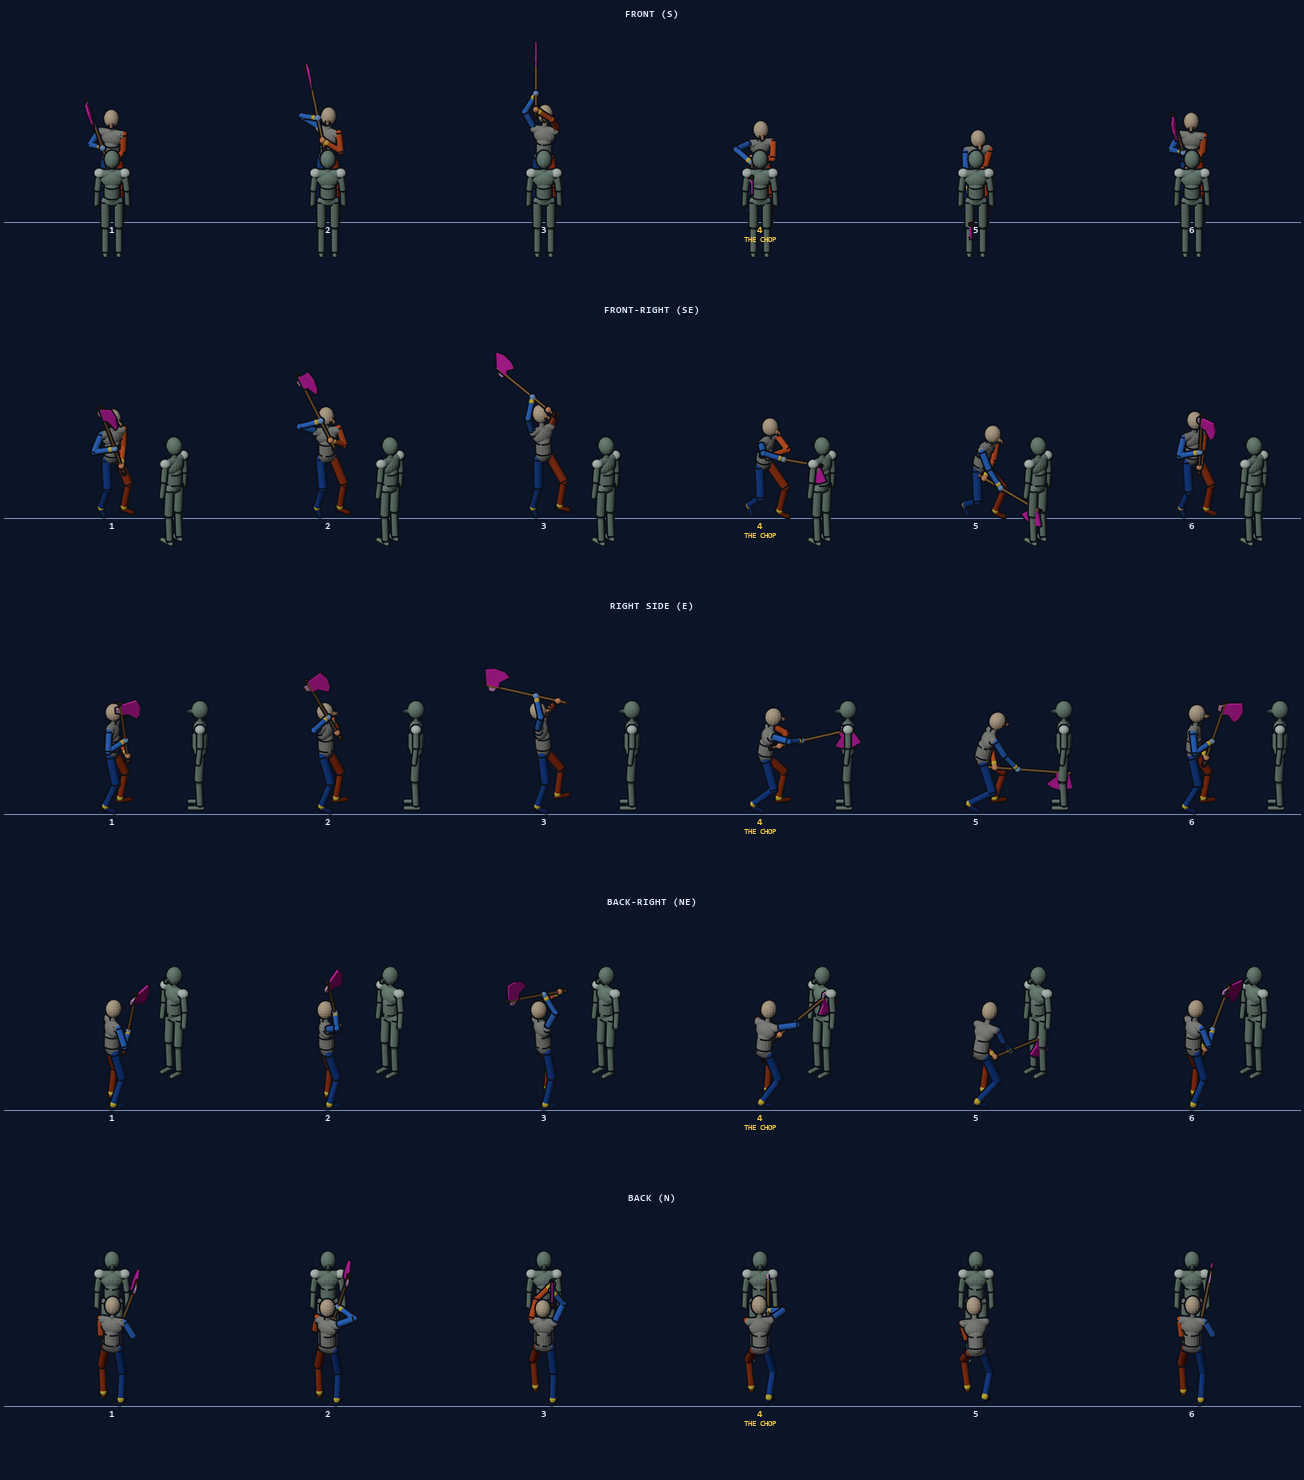 FRONT (S)
1 2 3 4 5 6
THE CHOP
FRONT-RIGHT (SE)
1 2 3 4 5 6
THE CHOP
RIGHT SIDE (E)
1 2 3 4 5 6
THE CHOP
BACK-RIGHT (NE)
1 2 3 4 5 6
THE CHOP
BACK (N)
1 2 3 4 5 6
THE CHOP